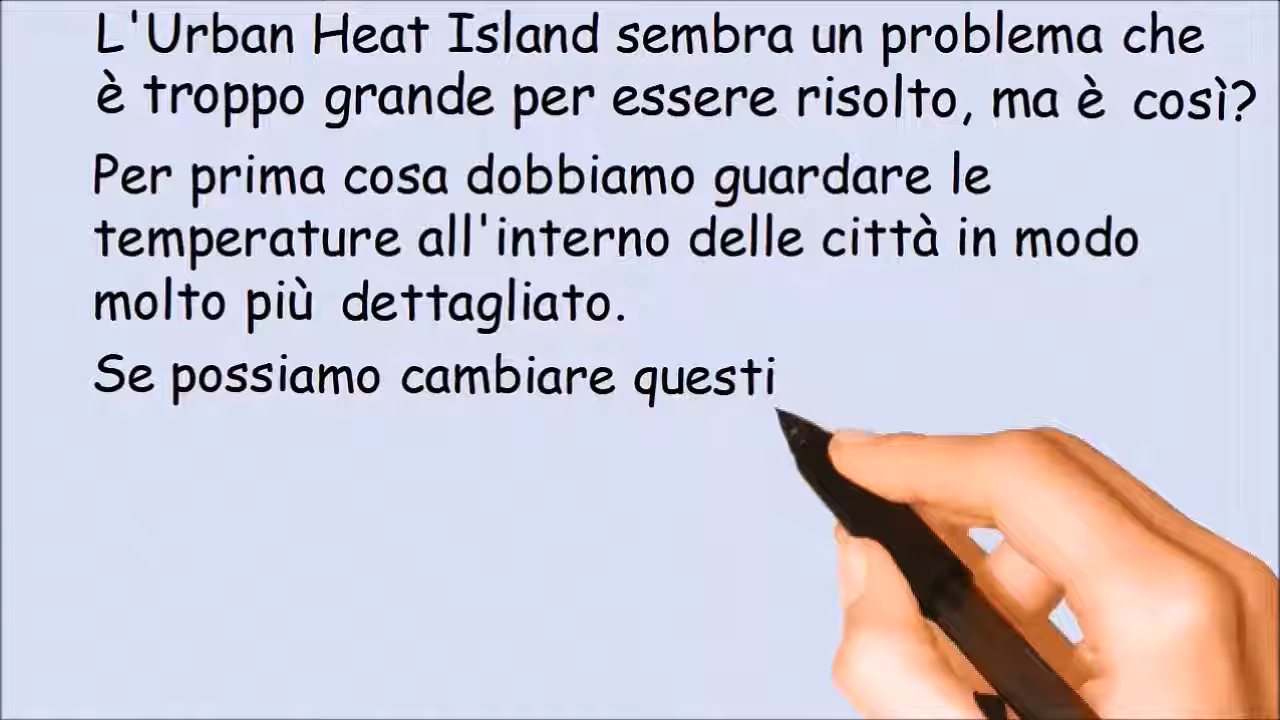 L'Urban Heat Island sembra un problema che
è troppo grande per essere risolto, ma è così?
Per prima cosa dobbiamo guardare le
temperature all'interno delle città in modo
molto più dettagliato.
Se possiamo cambiare questi